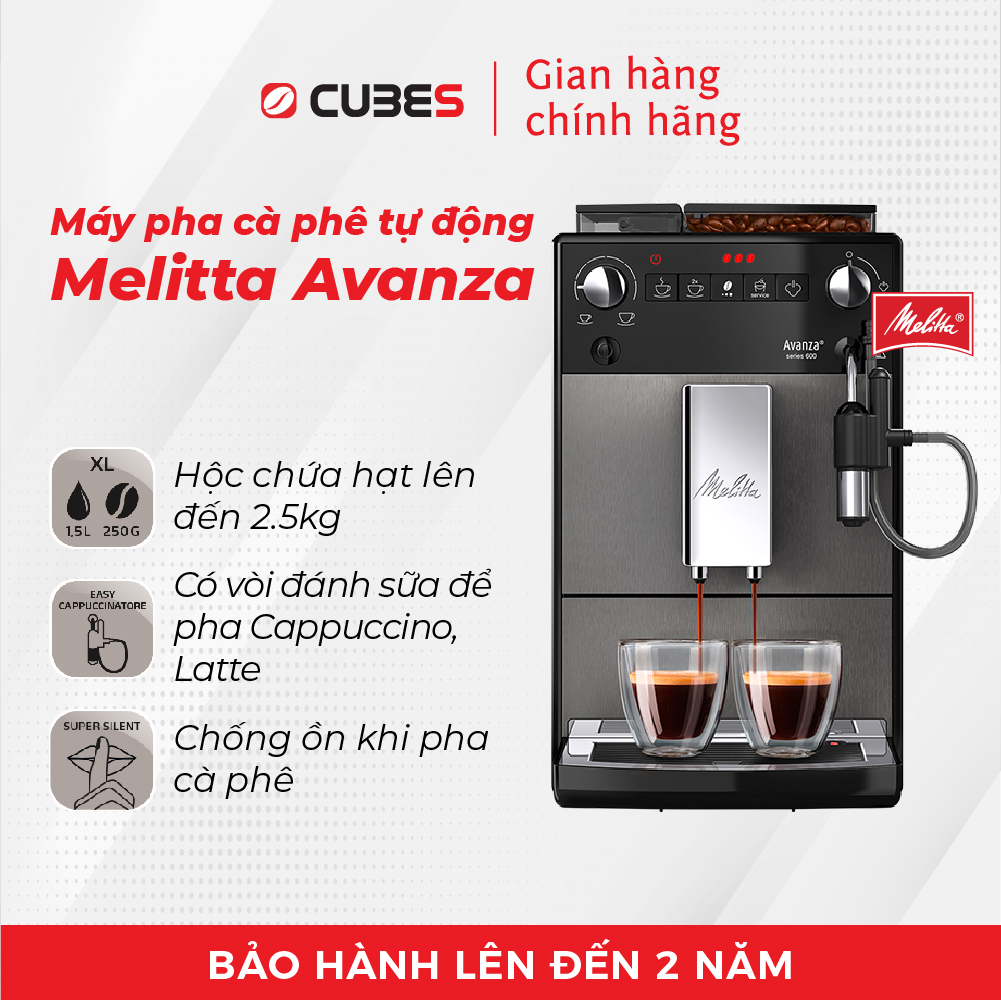 CUBES
Gian hàng
chính hãng
Máy pha cà phê tự động
Melitta Avanza
XL
1,5L 250G
Hộc chứa hạt lên
đến 2.5kg
EASY
CAPPUCCINATORE
Có vòi đánh sữa để
pha Cappuccino,
Latte
SUPER SILENT
Chống ồn khi pha
cà phê
2x
service
Melitta®
Avanza®
series 600
Melitta
BẢO HÀNH LÊN ĐẾN 2 NĂM